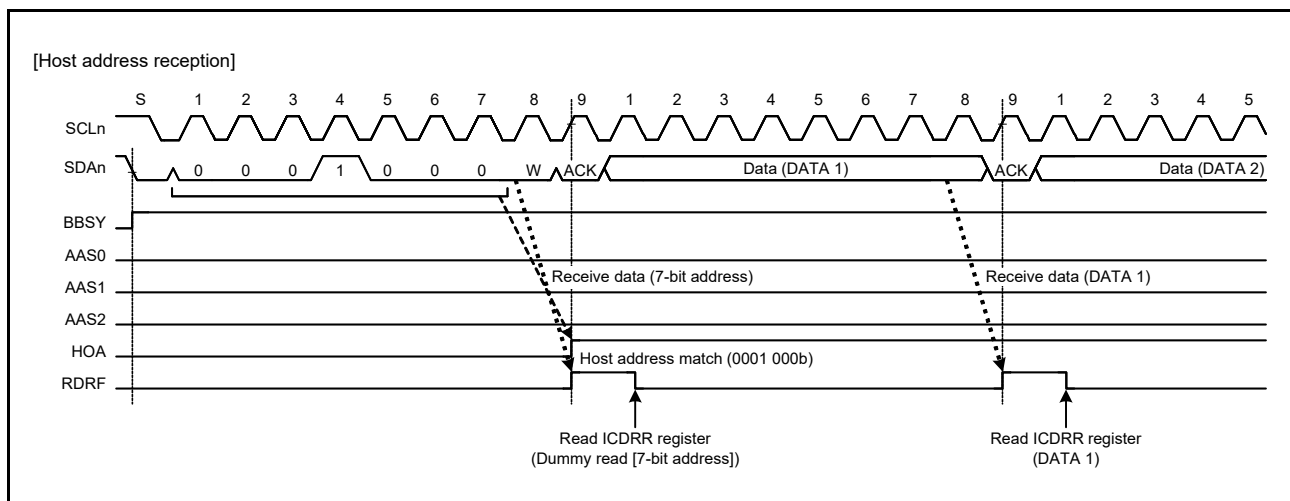 [Host address reception]
S 1 2 3 4 5 6 7 8 9 1 2 3 4 5 6 7 8 9 1 2 3 4 5
SCLn
SDAn 0 0 0 1 0 0 0 W ACK Data (DATA 1) ACK Data (DATA 2)
BBSY
AAS0
Receive data (7-bit address) Receive data (DATA 1)
AAS1
AAS2
HOA
Host address match (0001 000b)
RDRF
Read ICDRR register Read ICDRR register
(Dummy read [7-bit address]) (DATA 1)